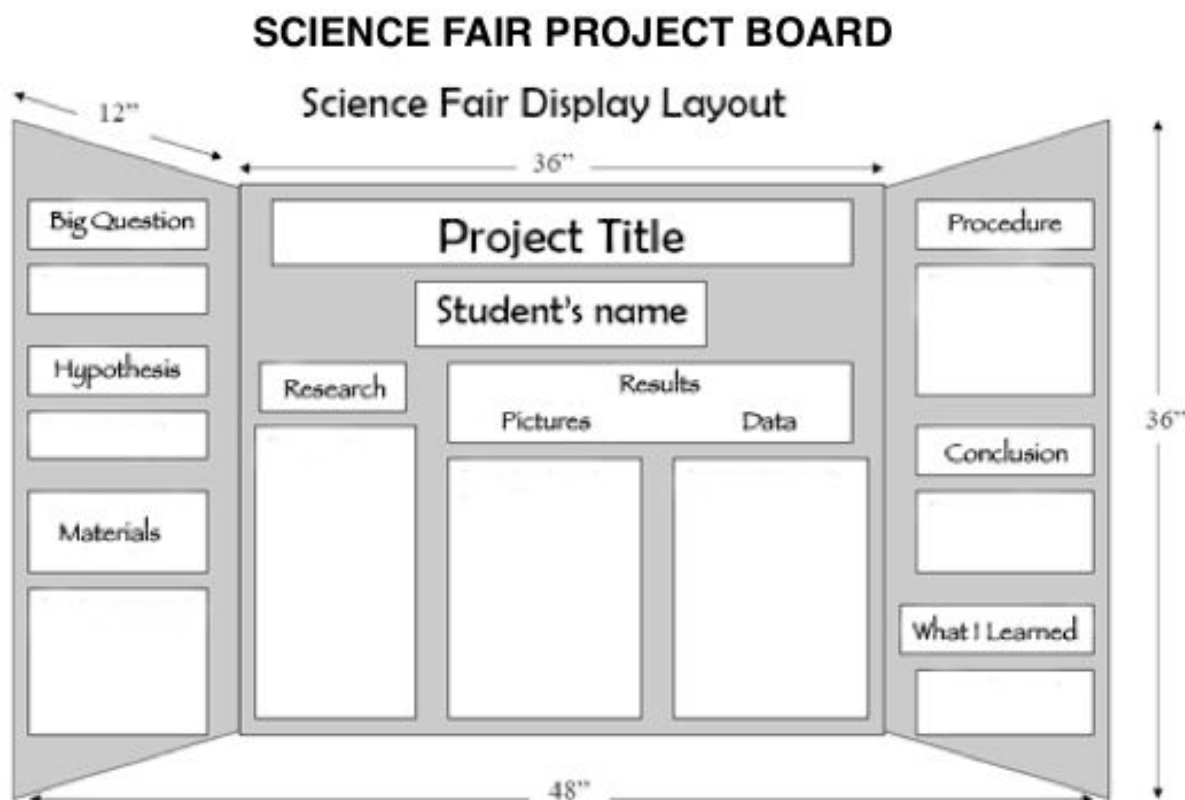 SCIENCE FAIR PROJECT BOARD
Science Fair Display Layout
12”
36”
Big Question
Hypothesis
Materials
Project Title
Student’s name
Research
Results
Pictures Data
Procedure
Conclusion
What I Learned
36”
48”